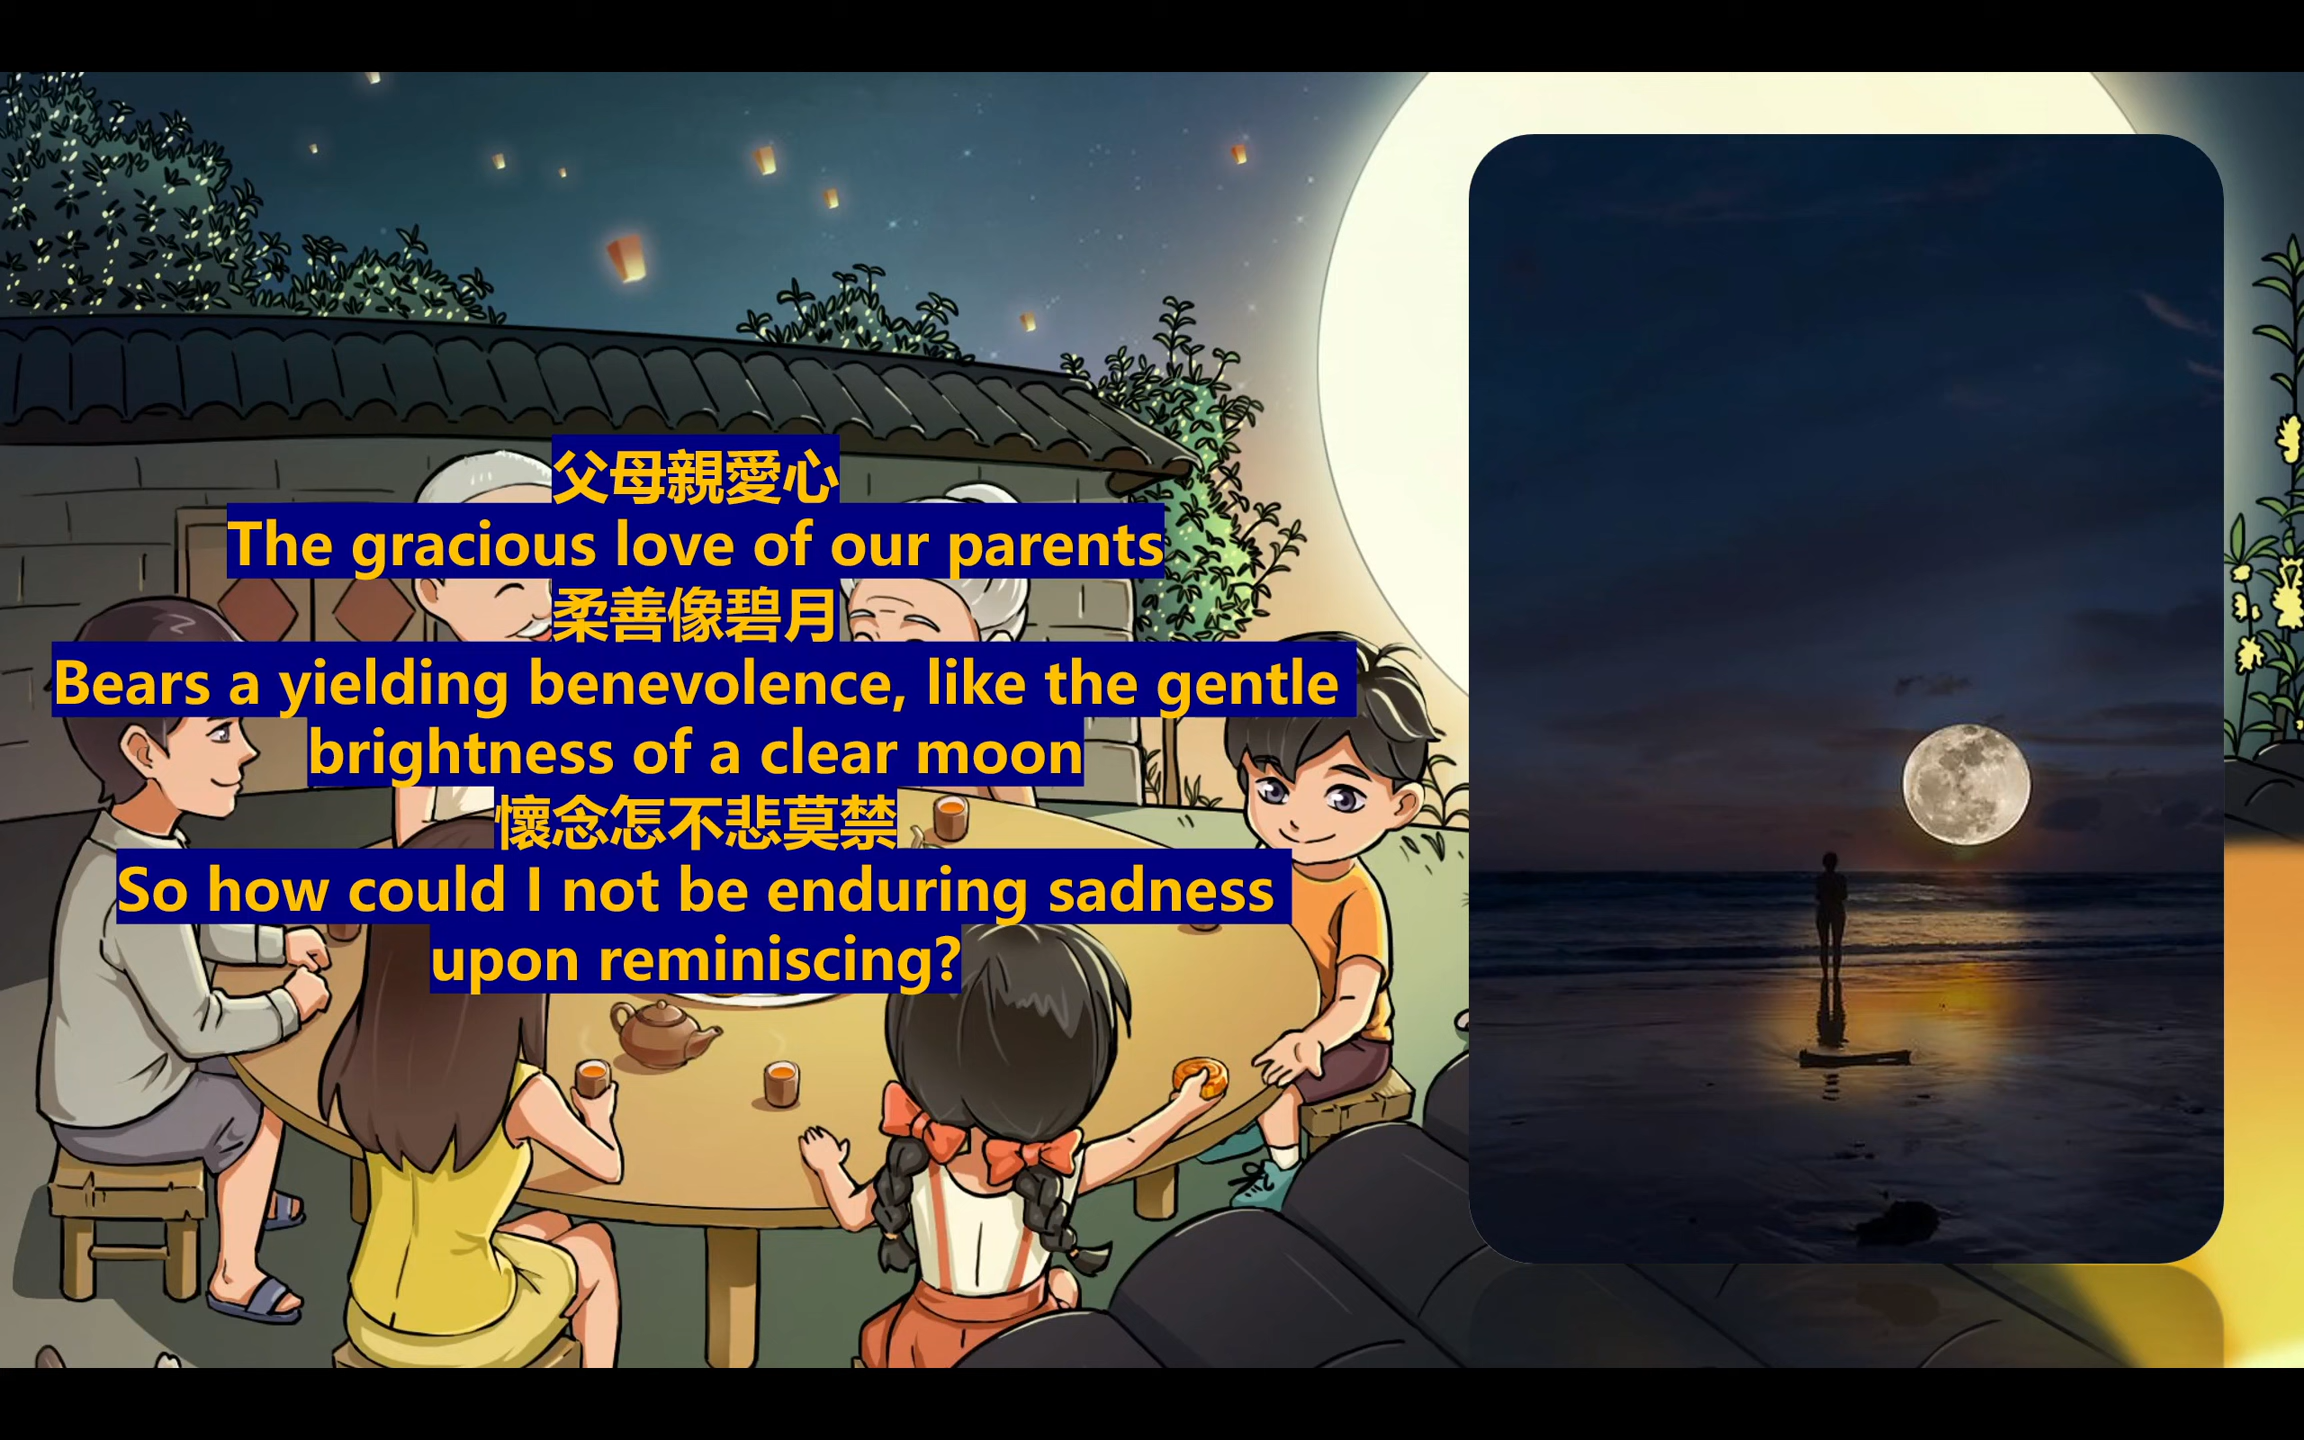 父母親愛心
The gracious love of our parents
柔善像碧月
Bears a yielding benevolence, like the gentle
brightness of a clear moon
懷念怎不悲莫禁
So how could I not be enduring sadness
upon reminiscing?